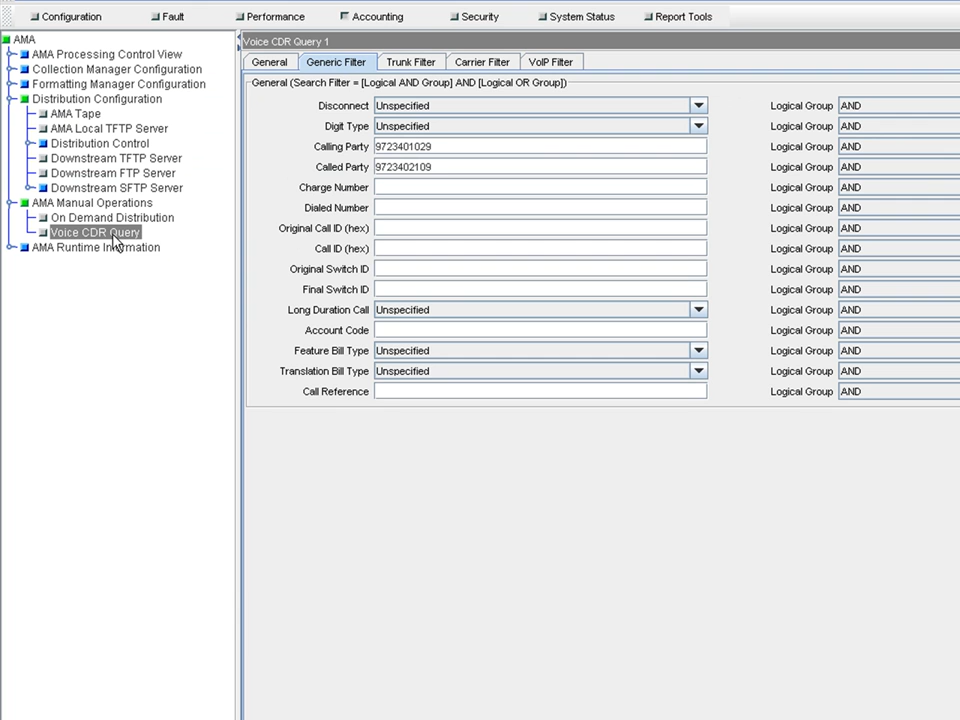 Configuration Fault Performance Accounting Security System Status Report Tools
AMA
AMA Processing Control View
Collection Manager Configuration
Formatting Manager Configuration
Distribution Configuration
AMA Tape
AMA Local TFTP Server
Distribution Control
Downstream TFTP Server
Downstream FTP Server
Downstream SFTP Server
AMA Manual Operations
On Demand Distribution
Voice CDR Query
AMA Runtime Information
Voice CDR Query 1
General Generic Filter Trunk Filter Carrier Filter VoIP Filter
General (Search Filter = [Logical AND Group] AND [Logical OR Group])
Disconnect Unspecified Logical Group AND
Digit Type Unspecified Logical Group AND
Calling Party 9723401029 Logical Group AND
Called Party 9723402109 Logical Group AND
Charge Number Logical Group AND
Dialed Number Logical Group AND
Original Call ID (hex) Logical Group AND
Call ID (hex) Logical Group AND
Original Switch ID Logical Group AND
Final Switch ID Logical Group AND
Long Duration Call Unspecified Logical Group AND
Account Code Logical Group AND
Feature Bill Type Unspecified Logical Group AND
Translation Bill Type Unspecified Logical Group AND
Call Reference Logical Group AND